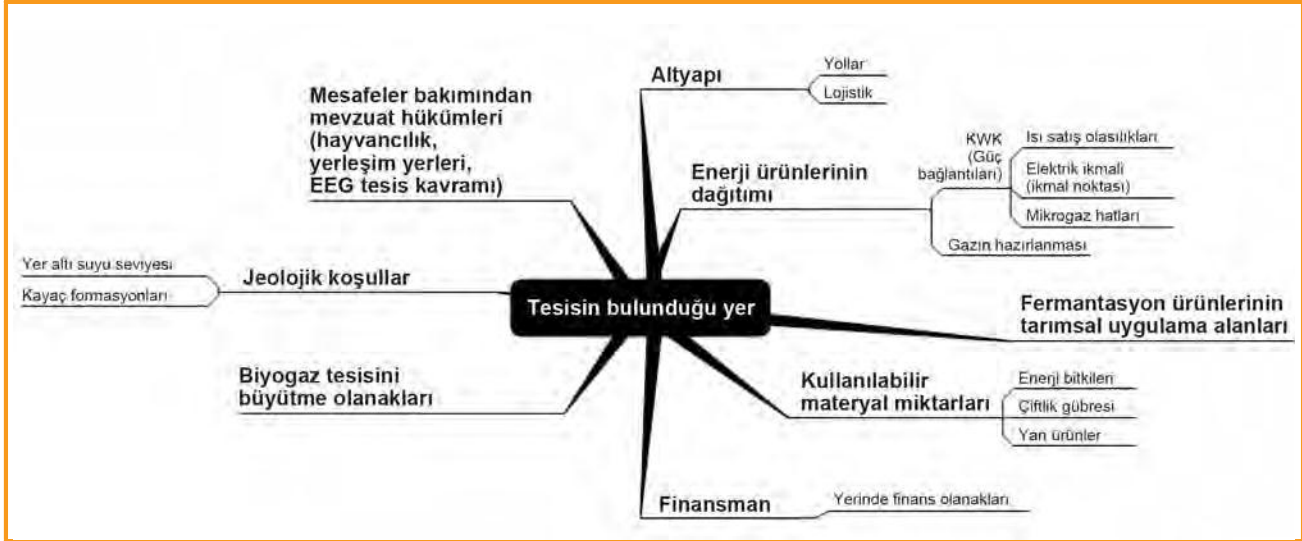 Tesisin bulunduğu yer
Altyapı
Yollar
Lojistik
Enerji ürünlerinin
dağıtımı
KWK
(Güç
bağlantıları)
Isı satış olasılıkları
Elektrik ikmali
(ikmal noktası)
Mikrogaz hatları
Gazın hazırlanması
Fermantasyon ürünlerinin
tarımsal uygulama alanları
Kullanılabilir
materyal miktarları
Enerji bitkileri
Çiftlik gübresi
Yan ürünler
Finansman
Yerinde finans olanakları
Biyogaz tesisini
büyütme olanakları
Jeolojik koşullar
Yer altı suyu seviyesi
Kayaç formasyonları
Mesafeler bakımından
mevzuat hükümleri
(hayvancılık,
yerleşim yerleri,
EEG tesis kavramı)